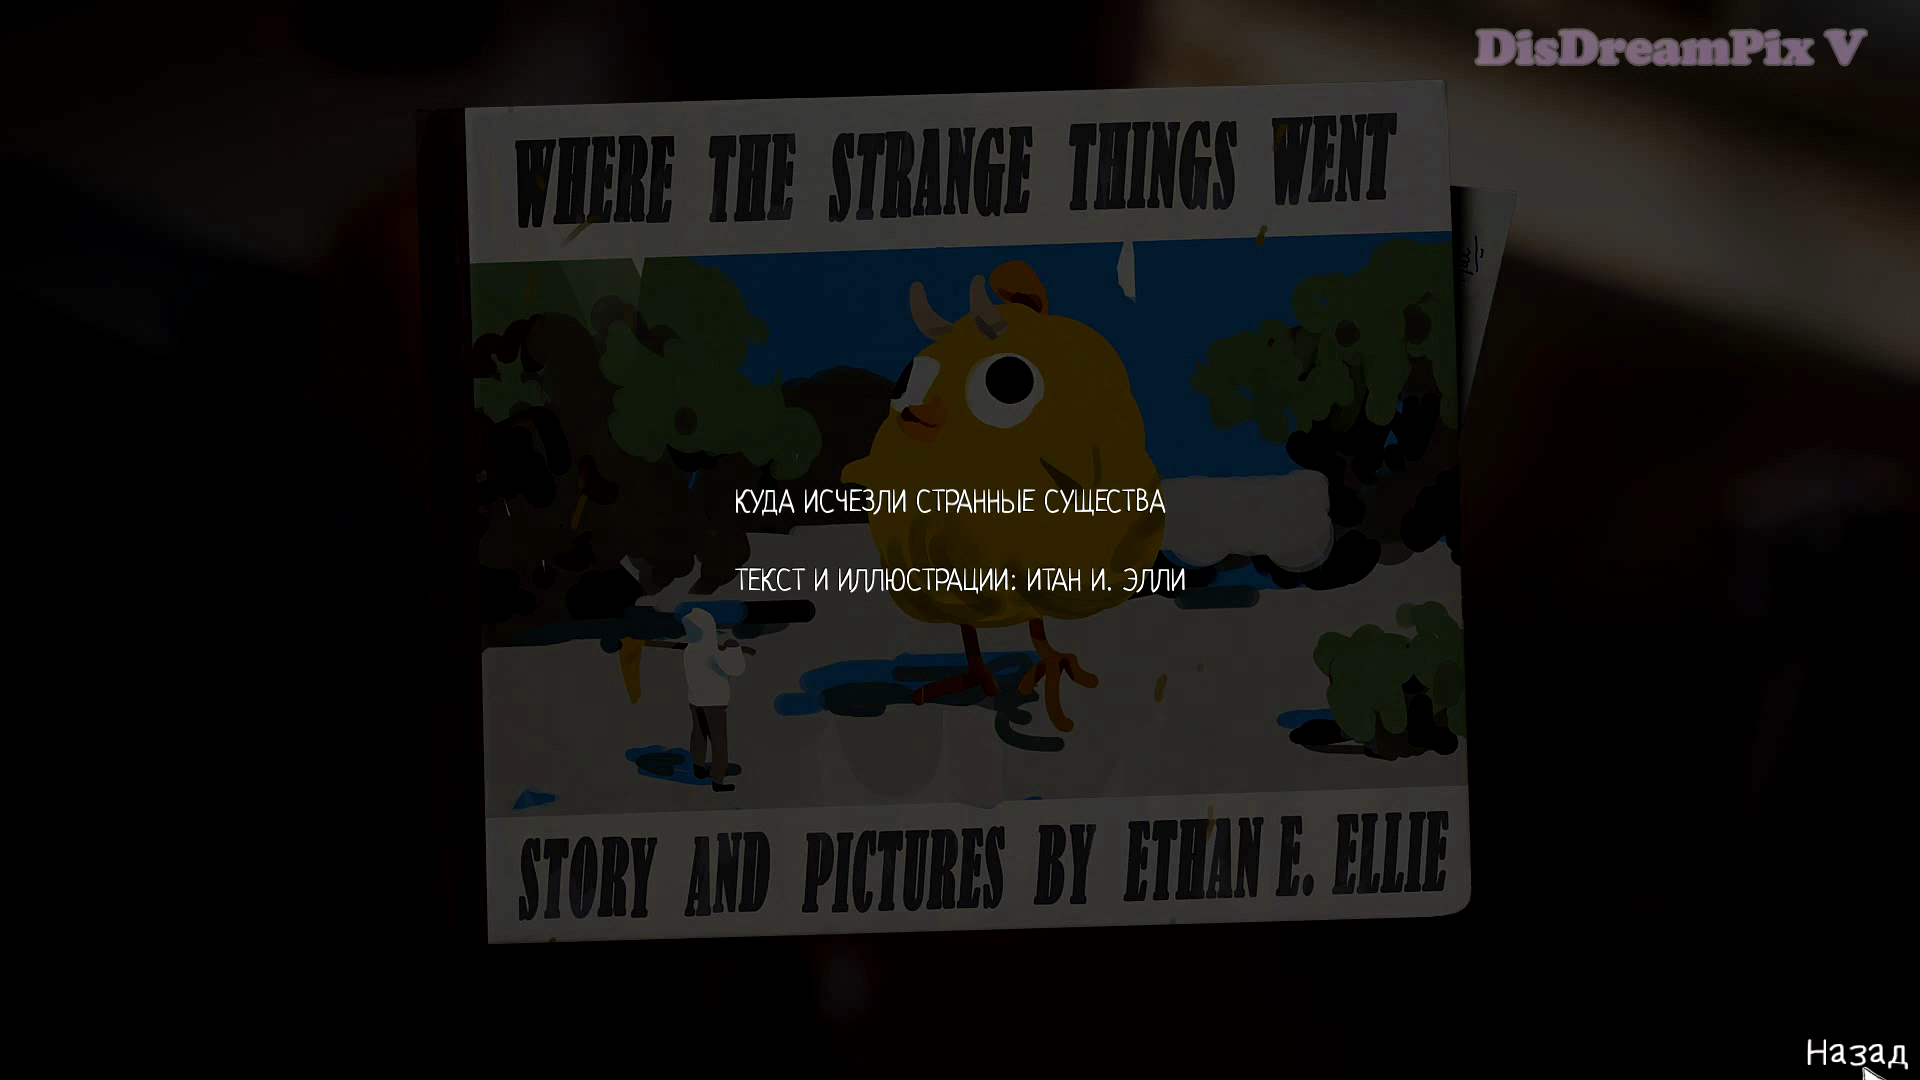 DisDreamPix V
WHERE THE STRANGE THINGS WENT
КУДА ИСЧЕЗЛИ СТРАННЫЕ СУЩЕСТВА
ТЕКСТ И ИЛЛЮСТРАЦИИ: ИТАН И. ЭЛЛИ
STORY AND PICTURES BY ETHAN E. ELLIE
Назад